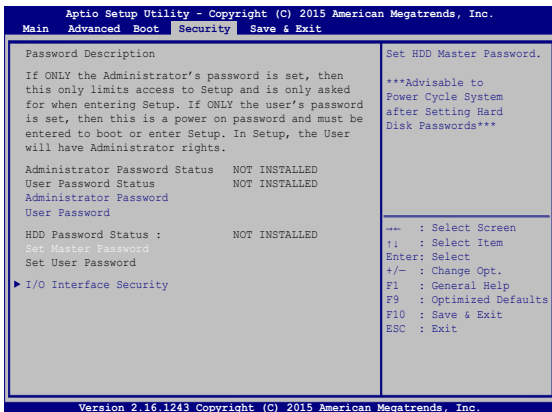 Aptio Setup Utility - Copyright (C) 2015 American Megatrends, Inc.
Main Advanced Boot Security Save & Exit
Password Description
If ONLY the Administrator's password is set, then
this only limits access to Setup and is only asked
for when entering Setup. If ONLY the user's password
is set, then this is a power on password and must be
entered to boot or enter Setup. In Setup, the User
will have Administrator rights.
Administrator Password Status NOT INSTALLED
User Password Status NOT INSTALLED
Administrator Password
User Password
HDD Password Status : NOT INSTALLED
Set Master Password
Set User Password
► I/O Interface Security
Set HDD Master Password.
***Advisable to
Power Cycle System
after Setting Hard
Disk Passwords***
→← : Select Screen
↑↓ : Select Item
Enter: Select
+/— : Change Opt.
F1 : General Help
F9 : Optimized Defaults
F10 : Save & Exit
ESC : Exit
Version 2.16.1243 Copyright (C) 2015 American Megatrends, Inc.